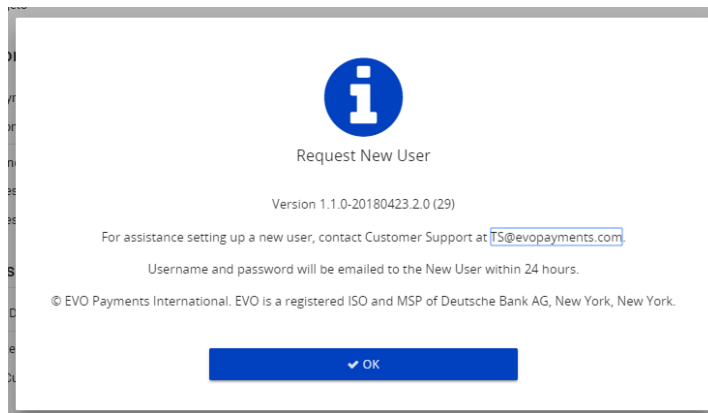 Request New User
Version 1.1.0-20180423.2.0 (29)
For assistance setting up a new user, contact Customer Support at TS@evopayments.com.
Username and password will be emailed to the New User within 24 hours.
© EVO Payments International. EVO is a registered ISO and MSP of Deutsche Bank AG, New York, New York.
✔ OK